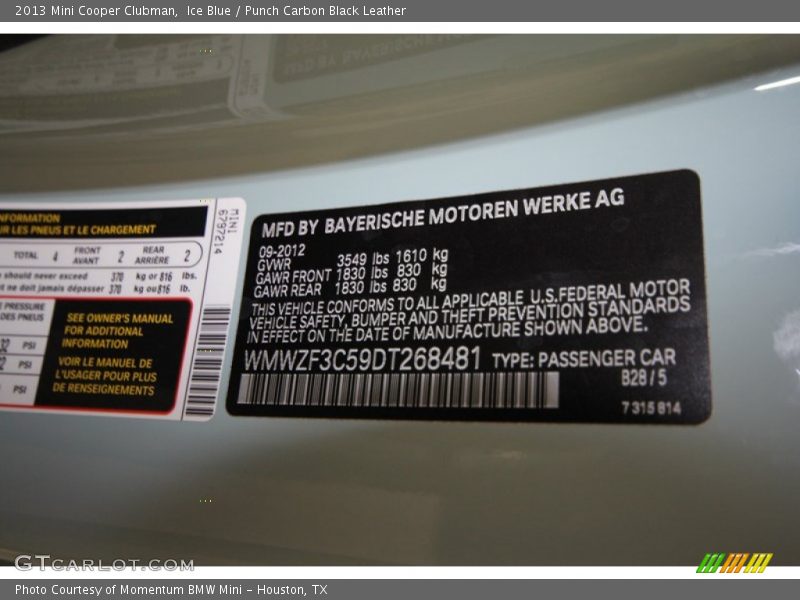 2013 Mini Cooper Clubman, Ice Blue / Punch Carbon Black Leather
NFORMATION
UR LES PNEUS ET LE CHARGEMENT
TOTAL 4 FRONT AVANT 2 REAR ARRIÈRE 2
should never exceed 370 kg or 816 lbs.
ne doit jamais dépasser 370 kg ou 816 lb.
PRESSURE
DES PNEUS
PSI
PSI
PSI
SEE OWNER'S MANUAL
FOR ADDITIONAL
INFORMATION
VOIR LE MANUEL DE
L'USAGER POUR PLUS
DE RENSEIGNEMENTS
MINI
6797214
MFD BY BAYERISCHE MOTOREN WERKE AG
09-2012
GVWR 3549 lbs 1610 kg
GAWR FRONT 1830 lbs 830 kg
GAWR REAR 1830 lbs 830 kg
THIS VEHICLE CONFORMS TO ALL APPLICABLE U.S.FEDERAL MOTOR
VEHICLE SAFETY, BUMPER AND THEFT PREVENTION STANDARDS
IN EFFECT ON THE DATE OF MANUFACTURE SHOWN ABOVE.
WMWZF3C59DT268481 TYPE: PASSENGER CAR
B28 / 5
7 315 814
GTCARLOT.COM
Photo Courtesy of Momentum BMW Mini - Houston, TX